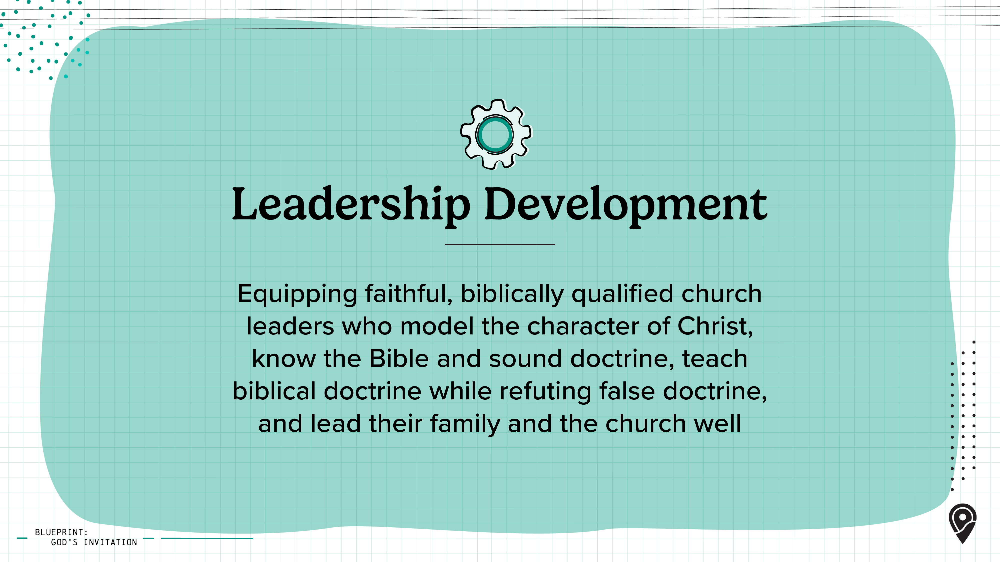 Leadership Development
Equipping faithful, biblically qualified church
leaders who model the character of Christ,
know the Bible and sound doctrine, teach
biblical doctrine while refuting false doctrine,
and lead their family and the church well
BLUEPRINT:
GOD'S INVITATION